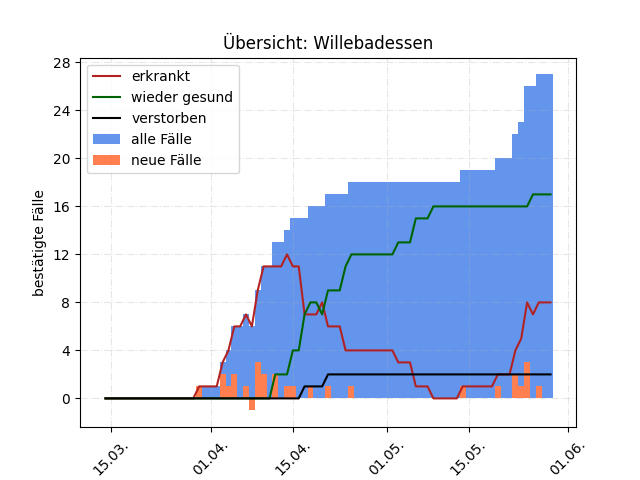 Übersicht: Willebadessen
bestätigte Fälle
28
24
20
16
12
8
4
0
erkrankt
wieder gesund
verstorben
alle Fälle
neue Fälle
15.03.
01.04.
15.04.
01.05.
15.05.
01.06.